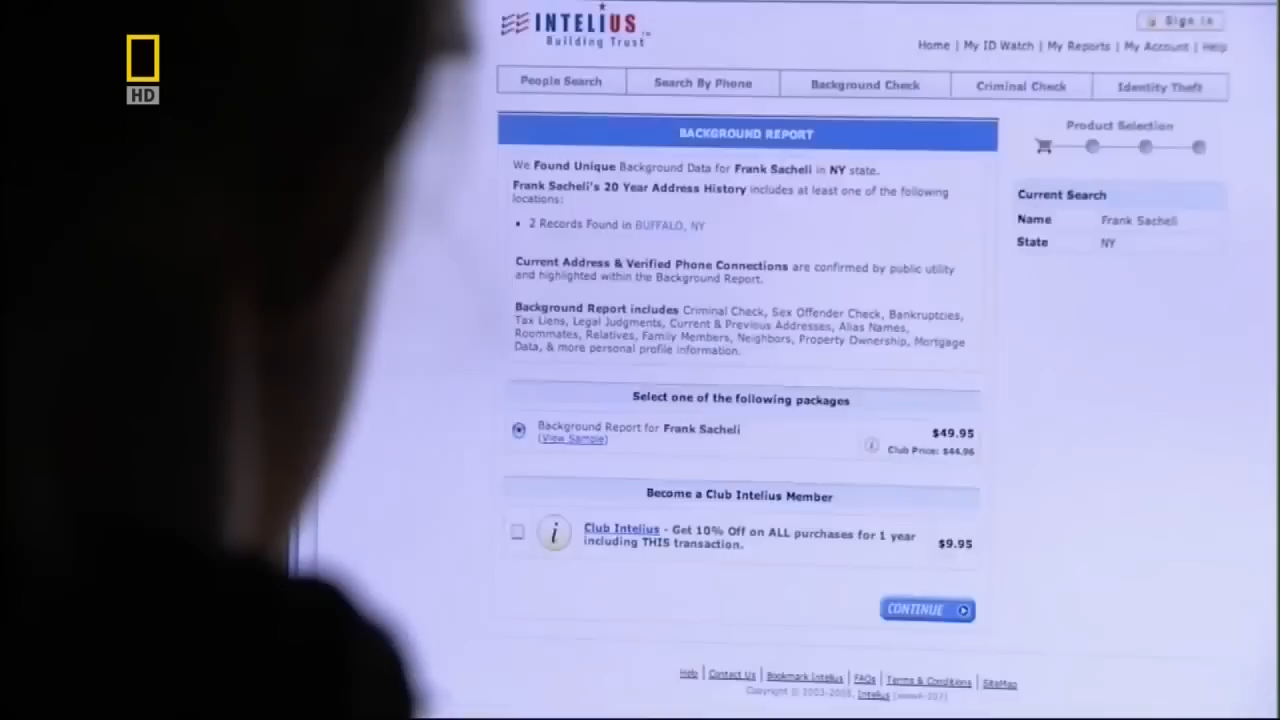 HD
INTELIUS
Building Trust
Sign In
Home | My ID Watch | My Reports | My Account | Help
People Search
Search By Phone
Background Check
Criminal Check
Identity Theft
BACKGROUND REPORT
Product Selection
We Found Unique Background Data for Frank Sacheli in NY state.
Frank Sacheli's 20 Year Address History includes at least one of the following
locations:
• 2 Records Found in BUFFALO, NY
Current Search
Name Frank Sacheli
State NY
Current Address & Verified Phone Connections are confirmed by public utility
and highlighted within the Background Report.
Background Report includes Criminal Check, Sex Offender Check, Bankruptcies,
Tax Liens, Legal Judgments, Current & Previous Addresses, Alias Names,
Roommates, Relatives, Family Members, Neighbors, Property Ownership, Mortgage
Data, & more personal profile information.
Select one of the following packages
Background Report for Frank Sacheli
(View Sample)
$49.95
Club Price: $44.96
Become a Club Intelius Member
Club Intelius - Get 10% Off on ALL purchases for 1 year
including THIS transaction.
$9.95
CONTINUE
Help | Contact Us | Bookmark Intelius | FAQs | Terms & Conditions | SiteMap
Copyright © 2003- Intelius